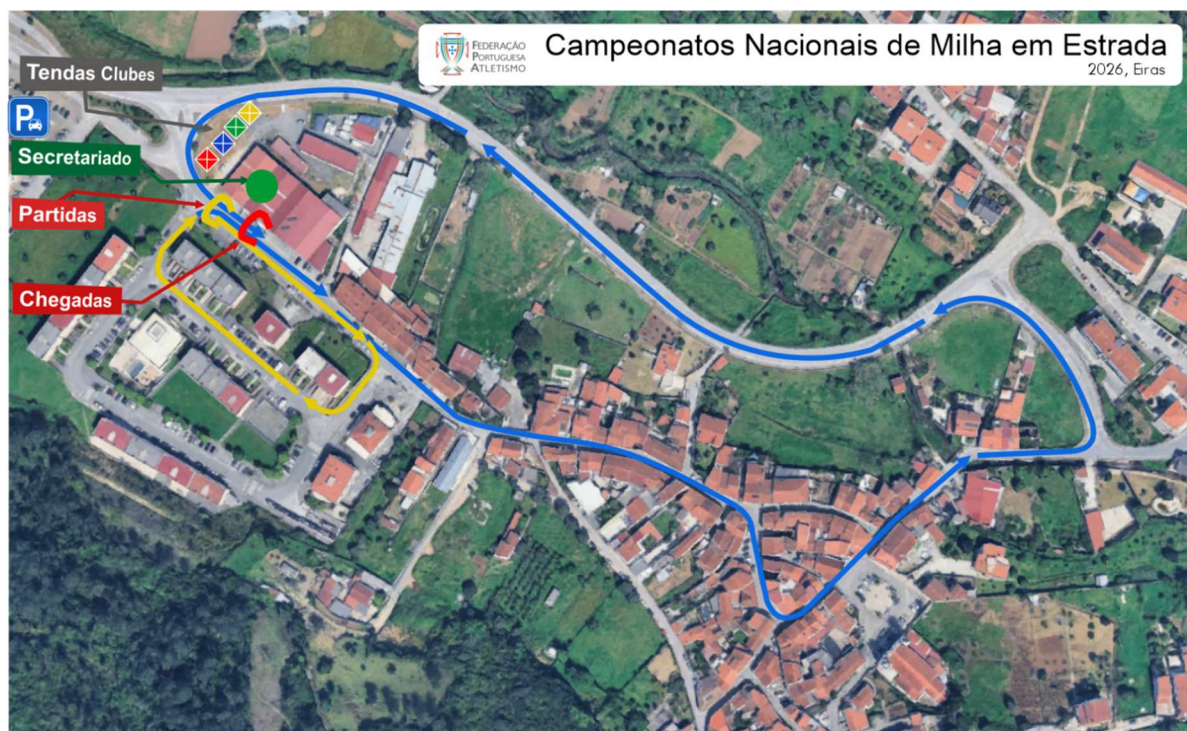 FEDERAÇÃO
PORTUGUESA
ATLETISMO
Campeonatos Nacionais de Milha em Estrada
2026, Eiras
Tendas Clubes
P
Secretariado
Partidas
Chegadas